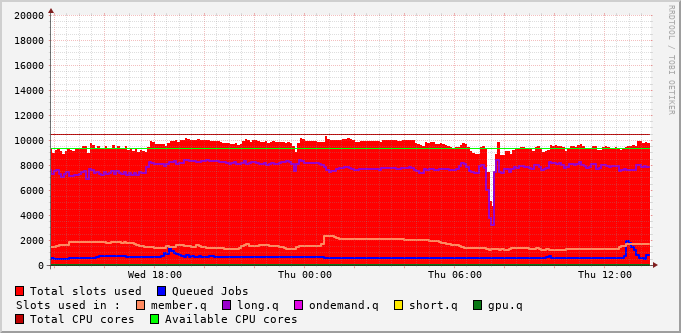 20000
18000
16000
14000
12000
10000
8000
6000
4000
2000
0
Wed 18:00 Thu 00:00 Thu 06:00 Thu 12:00
RRDTOOL / TOBI OETIKER
Total slots used Queued Jobs
Slots used in : member.q long.q ondemand.q short.q gpu.q
Total CPU cores Available CPU cores